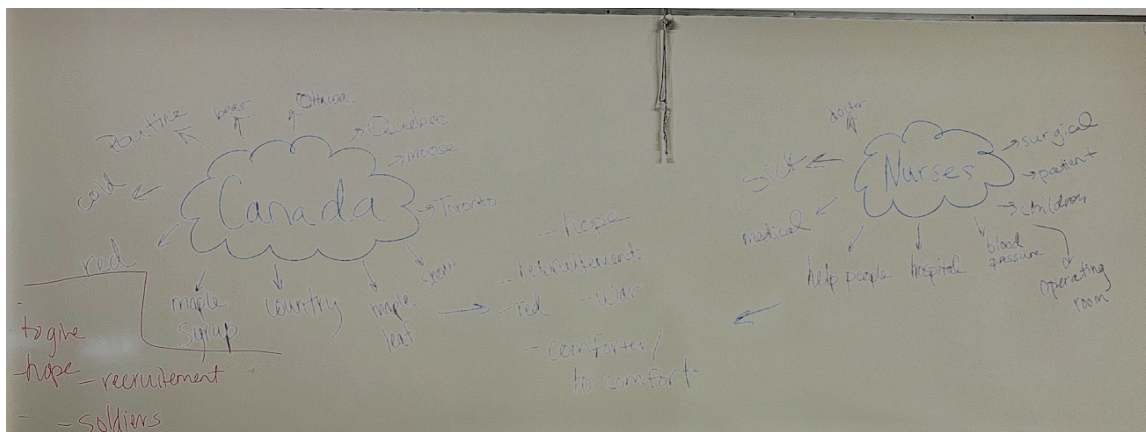 Poutine
bear
Ottawa
Quebec
moose
Toronto
snow
maple
leaf
country
maple
syrup
red
cold
Canada
- hope
- recruitements
- red
- war
- comforter/
to comfort
doctor
sick
medical
help people
hospital
blood
pressure
operating
room
children
patient
surgical
Nurses
-
- to give
- hope
- recruitement
-
- soldiers